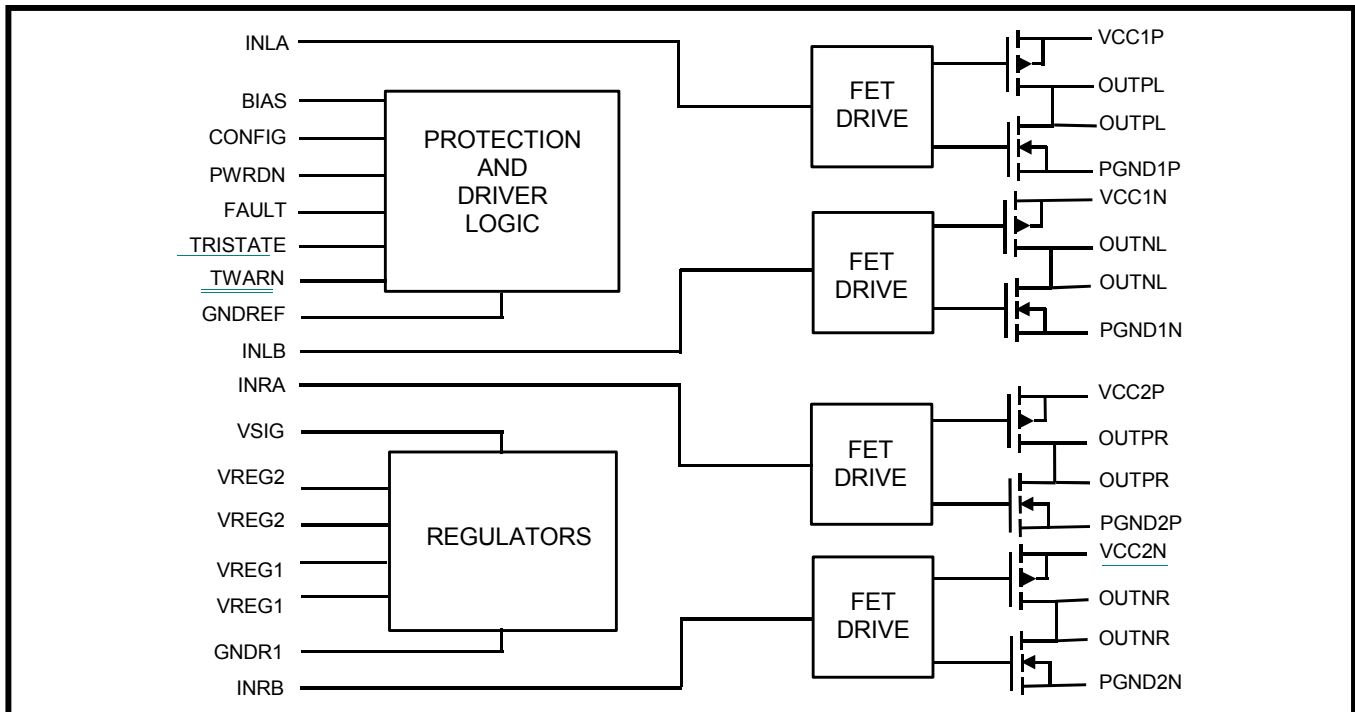 INLA
BIAS
CONFIG
PWRDN
FAULT
TRISTATE
TWARN
GNDREF
INLB
INRA
VSIG
VREG2
VREG2
VREG1
VREG1
GNDR1
INRB
PROTECTION
AND
DRIVER
LOGIC
REGULATORS
FET
DRIVE
FET
DRIVE
FET
DRIVE
FET
DRIVE
VCC1P
OUTPL
OUTPL
PGND1P
VCC1N
OUTNL
OUTNL
PGND1N
VCC2P
OUTPR
OUTPR
PGND2P
VCC2N
OUTNR
OUTNR
PGND2N